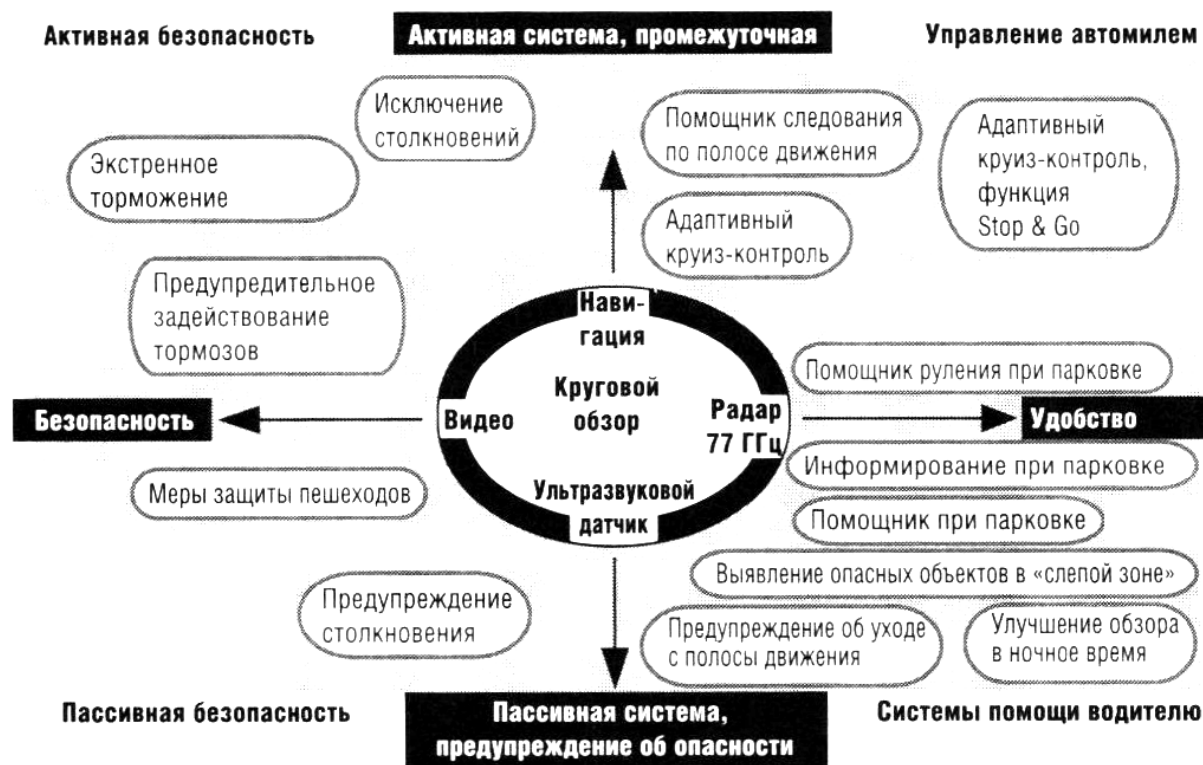 Активная безопасность
Активная система, промежуточная
Управление автомилем
Исключение
столкновений
Помощник следования
по полосе движения
Адаптивный
круиз-контроль,
функция
Stop & Go
Экстренное
торможение
Адаптивный
круиз-контроль
Предупредительное
задействование
тормозов
Нави-
гация
Помощник руления при парковке
Безопасность
Видео
Круговой
обзор
Радар
77 ГГц
Удобство
Информирование при парковке
Меры защиты пешеходов
Ультразвуковой
датчик
Помощник при парковке
Выявление опасных объектов в «слепой зоне»
Предупреждение
столкновения
Предупреждение об уходе
с полосы движения
Улучшение обзора
в ночное время
Пассивная безопасность
Пассивная система,
предупреждение об опасности
Системы помощи водителю